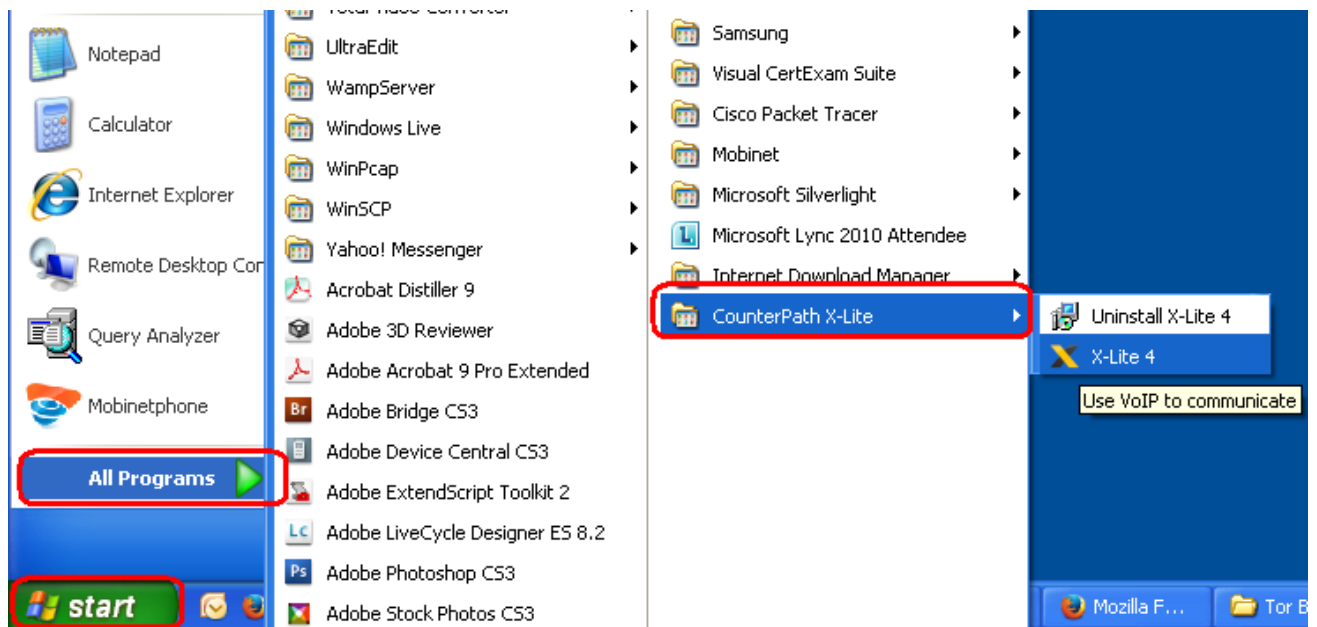 Notepad
Calculator
Internet Explorer
Remote Desktop Cor
Query Analyzer
Mobinetphone
All Programs
start
UltraEdit
WampServer
Windows Live
WinPcap
WinSCP
Yahoo! Messenger
Acrobat Distiller 9
Adobe 3D Reviewer
Adobe Acrobat 9 Pro Extended
Br Adobe Bridge CS3
Adobe Device Central CS3
Adobe ExtendScript Toolkit 2
LC Adobe LiveCycle Designer ES 8.2
Ps Adobe Photoshop CS3
Adobe Stock Photos CS3
Samsung
Visual CertExam Suite
Cisco Packet Tracer
Mobinet
Microsoft Silverlight
L Microsoft Lync 2010 Attendee
Internet Download Manager
CounterPath X-Lite
Uninstall X-Lite 4
X-Lite 4
Use VoIP to communicate
Mozilla F...
Tor B